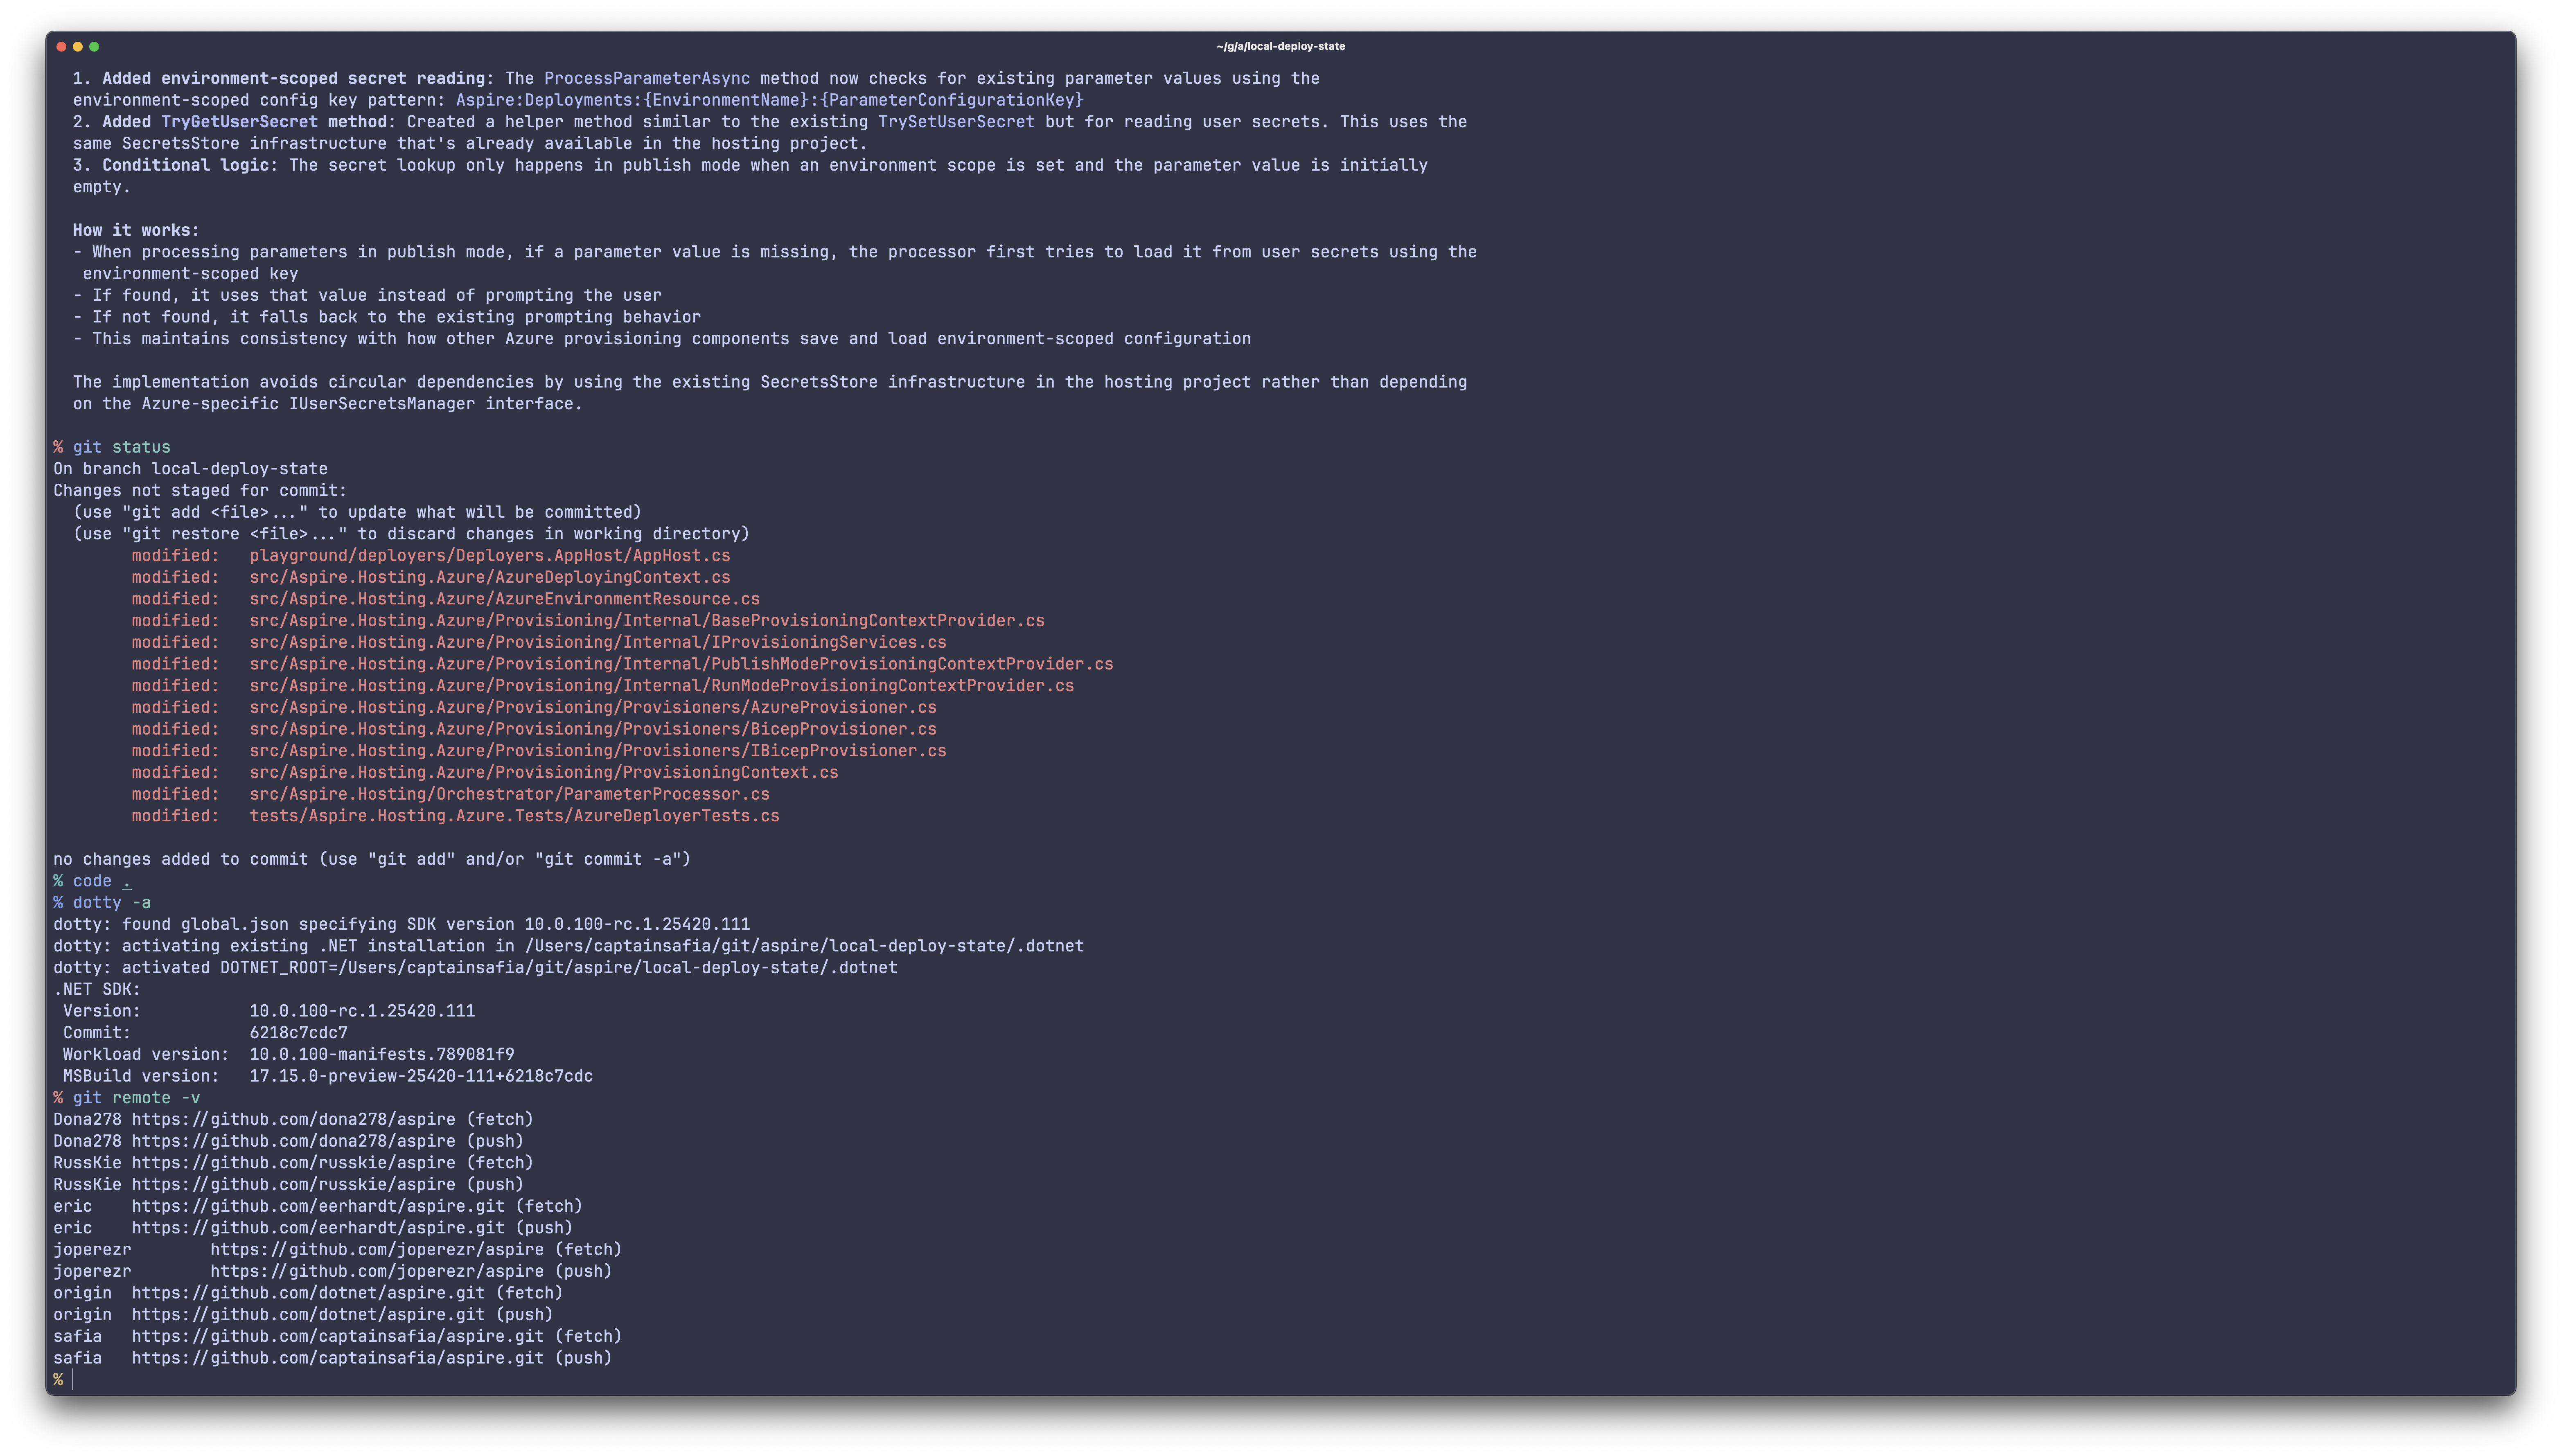 ~/g/a/local-deploy-state
1. Added environment-scoped secret reading: The ProcessParameterAsync method now checks for existing parameter values using the
environment-scoped config key pattern: Aspire:Deployments:{EnvironmentName}:{ParameterConfigurationKey}
2. Added TryGetUserSecret method: Created a helper method similar to the existing TrySetUserSecret but for reading user secrets. This uses the
same SecretsStore infrastructure that's already available in the hosting project.
3. Conditional logic: The secret lookup only happens in publish mode when an environment scope is set and the parameter value is initially
empty.
How it works:
- When processing parameters in publish mode, if a parameter value is missing, the processor first tries to load it from user secrets using the
environment-scoped key
- If found, it uses that value instead of prompting the user
- If not found, it falls back to the existing prompting behavior
- This maintains consistency with how other Azure provisioning components save and load environment-scoped configuration
The implementation avoids circular dependencies by using the existing SecretsStore infrastructure in the hosting project rather than depending
on the Azure-specific IUserSecretsManager interface.
% git status
On branch local-deploy-state
Changes not staged for commit:
(use "git add <file>..." to update what will be committed)
(use "git restore <file>..." to discard changes in working directory)
modified:   playground/deployers/Deployers.AppHost/AppHost.cs
modified:   src/Aspire.Hosting.Azure/AzureDeployingContext.cs
modified:   src/Aspire.Hosting.Azure/AzureEnvironmentResource.cs
modified:   src/Aspire.Hosting.Azure/Provisioning/Internal/BaseProvisioningContextProvider.cs
modified:   src/Aspire.Hosting.Azure/Provisioning/Internal/IProvisioningServices.cs
modified:   src/Aspire.Hosting.Azure/Provisioning/Internal/PublishModeProvisioningContextProvider.cs
modified:   src/Aspire.Hosting.Azure/Provisioning/Internal/RunModeProvisioningContextProvider.cs
modified:   src/Aspire.Hosting.Azure/Provisioning/Provisioners/AzureProvisioner.cs
modified:   src/Aspire.Hosting.Azure/Provisioning/Provisioners/BicepProvisioner.cs
modified:   src/Aspire.Hosting.Azure/Provisioning/Provisioners/IBicepProvisioner.cs
modified:   src/Aspire.Hosting.Azure/Provisioning/ProvisioningContext.cs
modified:   src/Aspire.Hosting/Orchestrator/ParameterProcessor.cs
modified:   tests/Aspire.Hosting.Azure.Tests/AzureDeployerTests.cs
no changes added to commit (use "git add" and/or "git commit -a")
% code .
% dotty -a
dotty: found global.json specifying SDK version 10.0.100-rc.1.25420.111
dotty: activating existing .NET installation in /Users/captainsafia/git/aspire/local-deploy-state/.dotnet
dotty: activated DOTNET_ROOT=/Users/captainsafia/git/aspire/local-deploy-state/.dotnet
.NET SDK:
Version:           10.0.100-rc.1.25420.111
Commit:            6218c7cdc7
Workload version:  10.0.100-manifests.789081f9
MSBuild version:   17.15.0-preview-25420-111+6218c7cdc
% git remote -v
Dona278 https://github.com/dona278/aspire (fetch)
Dona278 https://github.com/dona278/aspire (push)
RussKie https://github.com/russkie/aspire (fetch)
RussKie https://github.com/russkie/aspire (push)
eric    https://github.com/eerhardt/aspire.git (fetch)
eric    https://github.com/eerhardt/aspire.git (push)
joperezr        https://github.com/joperezr/aspire (fetch)
joperezr        https://github.com/joperezr/aspire (push)
origin  https://github.com/dotnet/aspire.git (fetch)
origin  https://github.com/dotnet/aspire.git (push)
safia   https://github.com/captainsafia/aspire.git (fetch)
safia   https://github.com/captainsafia/aspire.git (push)
%